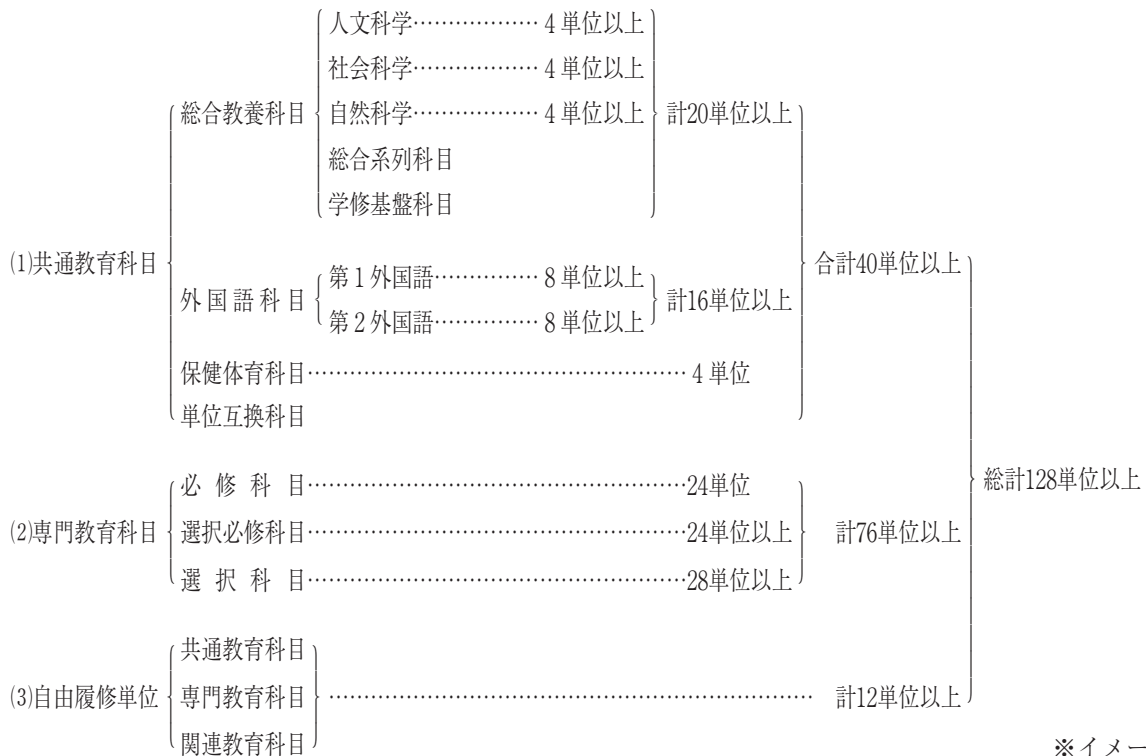 人文科学……………… 4 単位以上
社会科学……………… 4 単位以上
総合教養科目 自然科学……………… 4 単位以上 計20単位以上
総合系列科目
学修基盤科目
⑴共通教育科目 合計40単位以上
第 1 外国語…………… 8 単位以上
外国語科目 計16単位以上
第 2 外国語…………… 8 単位以上
保健体育科目……………………………………… 4 単位
単位互換科目
必修科目………………………………………24単位
総計128単位以上
⑵専門教育科目 選択必修科目………………………………………24単位以上 計76単位以上
選択科目………………………………………28単位以上
共通教育科目
⑶自由履修単位 専門教育科目 ……………………………………………… 計12単位以上
関連教育科目
※イメー